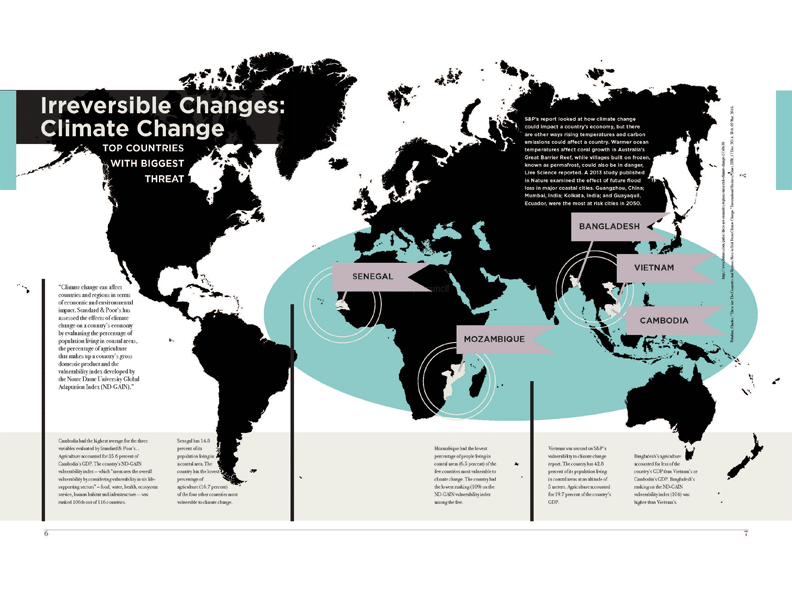 Irreversible Changes:
Climate Change
TOP COUNTRIES
WITH BIGGEST
THREAT
S&P's report looked at how climate change
could impact a country's economy, but there
are other ways rising temperatures and carbon
emissions could affect a country. Warmer ocean
temperatures affect coral growth in Australia's
Great Barrier Reef, while villages built on frozen,
known as permafrost, could also be in danger,
Live Science reported. A 2013 study published
in Nature examined the effect of future flood
loss in major coastal cities. Guangzhou, China;
Mumbai, India; Kolkata, India; and Guayaquil,
Ecuador, were the most at risk cities in 2050.
BANGLADESH
VIETNAM
SENEGAL
CAMBODIA
MOZAMBIQUE
"Climate change can affect
countries and regions in terms
of economic and environmental
impact. Standard & Poor's has
assessed the effects of climate
change on a country's economy
by evaluating the percentage of
population living in coastal areas,
the percentage of agriculture
that makes up a country's gross
domestic product and the
vulnerability index developed by
the Notre Dame University Global
Adaptation Index (ND-GAIN)."
Cambodia had the highest average for the three
variables evaluated by Standard & Poor's.
Agriculture accounted for 35.6 percent of
Cambodia's GDP. The country's ND-GAIN
vulnerability index – which "measures the overall
vulnerability by considering vulnerability in six life-
supporting sectors" – food, water, health, ecosystem
service, human habitat and infrastructure – was
ranked 106th out of 116 countries.
Senegal has 14.8
percent of its
population living in
a coastal area. The
country has the lowest
percentage of
agriculture (16.7 percent)
of the four other countries most
vulnerable to climate change.
Mozambique had the lowest
percentage of people living in
coastal areas (6.5 percent) of the
five countries most vulnerable to
climate change. The country had
the lowest ranking (109) on the
ND-GAIN vulnerability index
among the five.
Vietnam was second on S&P's
vulnerability to climate change
report. The country has 42.8
percent of its population living
in coastal areas at an altitude of
5 meters. Agriculture accounted
for 19.7 percent of the country's
GDP.
Bangladesh's agriculture
accounted for less of the
country's GDP than Vietnam's or
Cambodia's GDP. Bangladesh's
ranking on the ND-GAIN
vulnerability index (104) was
higher than Vietnam's.
6
7